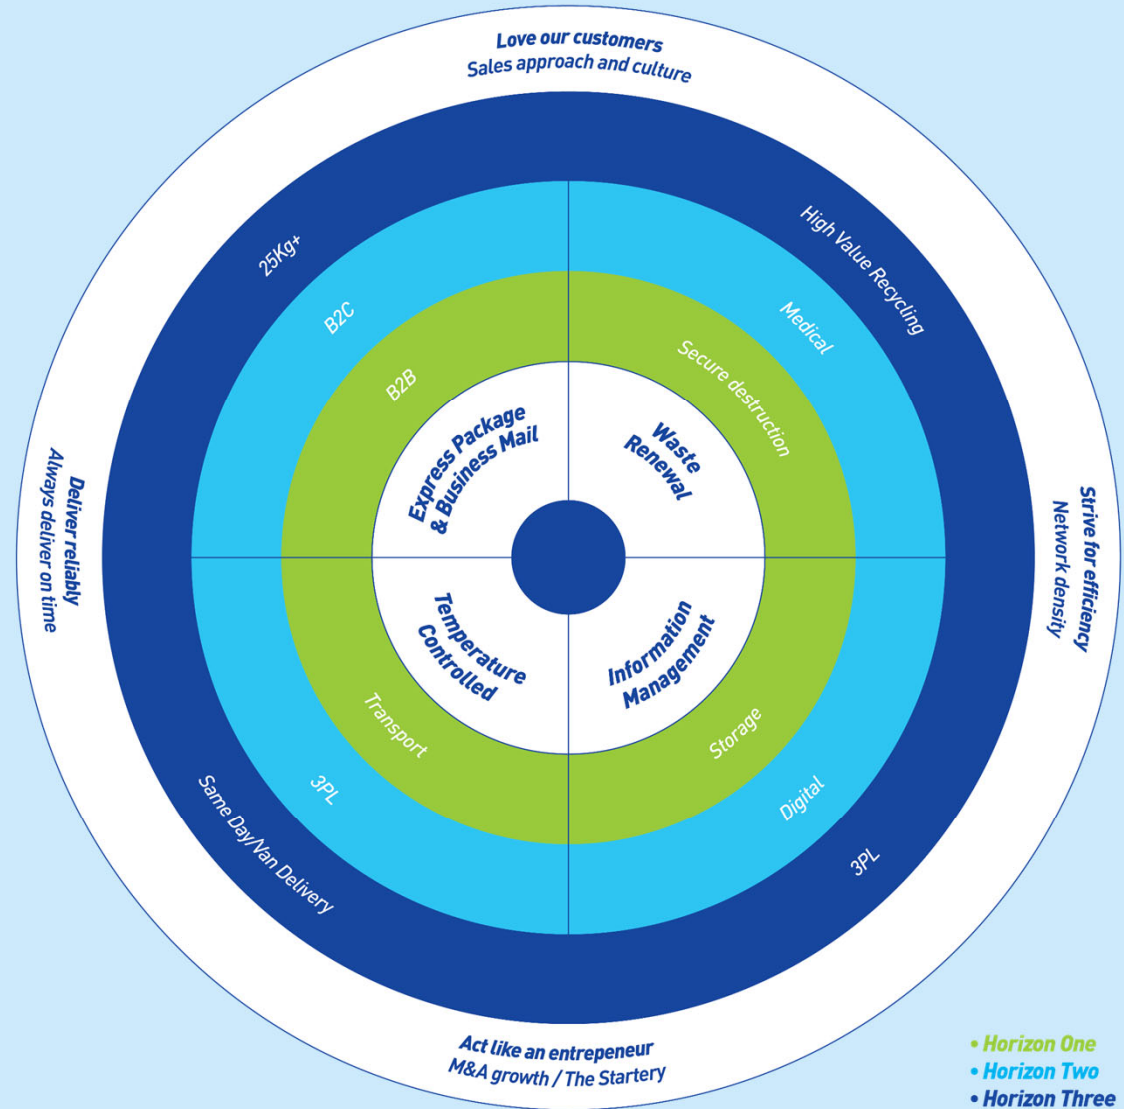 Love our customers
Sales approach and culture
25Kg+
High Value Recycling
B2C
Medical
B2B
Secure destruction
Express Package
& Business Mail
Waste
Renewal
Deliver reliably
Always deliver on time
Strive for efficiency
Network density
Temperature
Controlled
Information
Management
Transport
Storage
3PL
Digital
Same Day/Van Delivery
3PL
Act like an entrepeneur
M&A growth / The Startery
• Horizon One
• Horizon Two
• Horizon Three